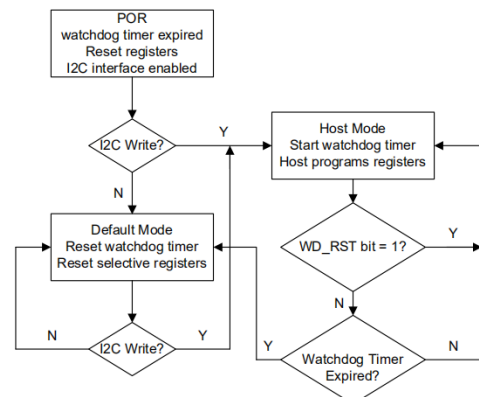 POR
watchdog timer expired
Reset registers
I2C interface enabled
I2C Write?
Y
N
Host Mode
Start watchdog timer
Host programs registers
Default Mode
Reset watchdog timer
Reset selective registers
WD_RST bit = 1?
Y
N
I2C Write?
N
Y
Watchdog Timer
Expired?
Y
N